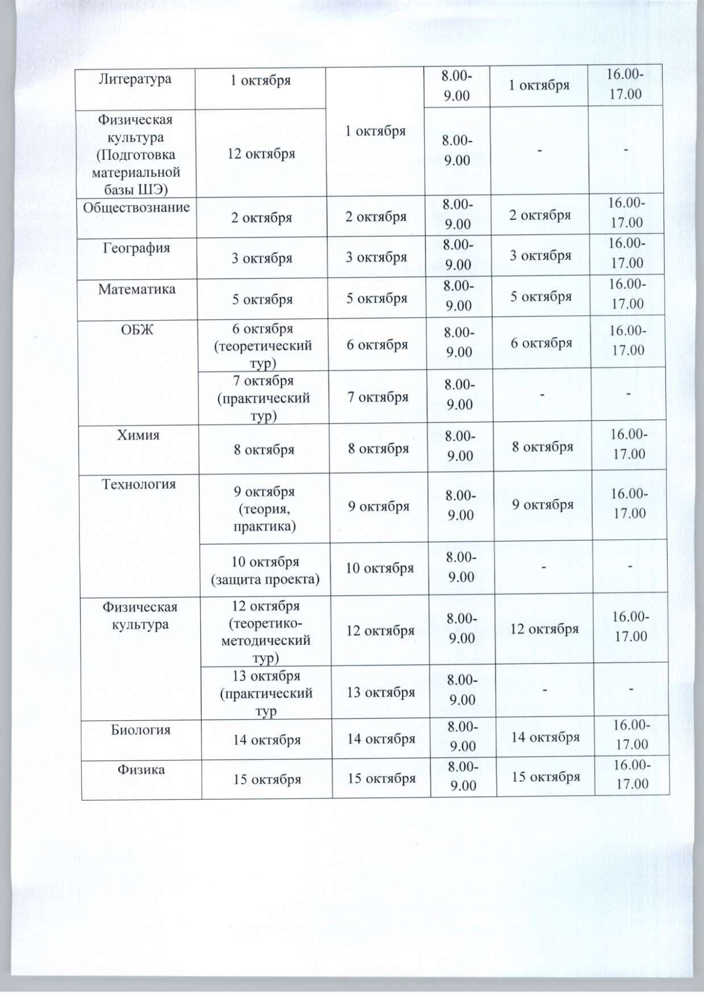 Литература
1 октября
1 октября
8.00-
9.00
1 октября
16.00-
17.00
Физическая
культура
(Подготовка
материальной
базы ШЭ)
12 октября
8.00-
9.00
-
-
Обществознание
2 октября
2 октября
8.00-
9.00
2 октября
16.00-
17.00
География
3 октября
3 октября
8.00-
9.00
3 октября
16.00-
17.00
Математика
5 октября
5 октября
8.00-
9.00
5 октября
16.00-
17.00
ОБЖ
6 октября
(теоретический
тур)
6 октября
8.00-
9.00
6 октября
16.00-
17.00
7 октября
(практический
тур)
7 октября
8.00-
9.00
-
-
Химия
8 октября
8 октября
8.00-
9.00
8 октября
16.00-
17.00
Технология
9 октября
(теория,
практика)
9 октября
8.00-
9.00
9 октября
16.00-
17.00
10 октября
(защита проекта)
10 октября
8.00-
9.00
-
-
Физическая
культура
12 октября
(теоретико-
методический
тур)
12 октября
8.00-
9.00
12 октября
16.00-
17.00
13 октября
(практический
тур
13 октября
8.00-
9.00
-
-
Биология
14 октября
14 октября
8.00-
9.00
14 октября
16.00-
17.00
Физика
15 октября
15 октября
8.00-
9.00
15 октября
16.00-
17.00